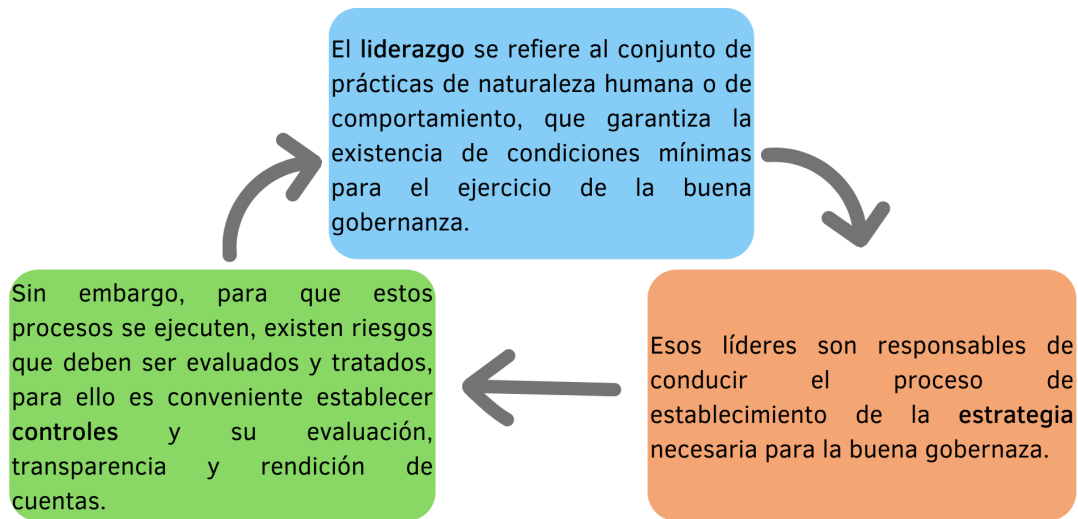 El liderazgo se refiere al conjunto de
prácticas de naturaleza humana o de
comportamiento, que garantiza la
existencia de condiciones mínimas
para el ejercicio de la buena
gobernanza.
Esos líderes son responsables de
conducir el proceso de
establecimiento de la estrategia
necesaria para la buena gobernaza.
Sin embargo, para que estos
procesos se ejecuten, existen riesgos
que deben ser evaluados y tratados,
para ello es conveniente establecer
controles y su evaluación,
transparencia y rendición de
cuentas.